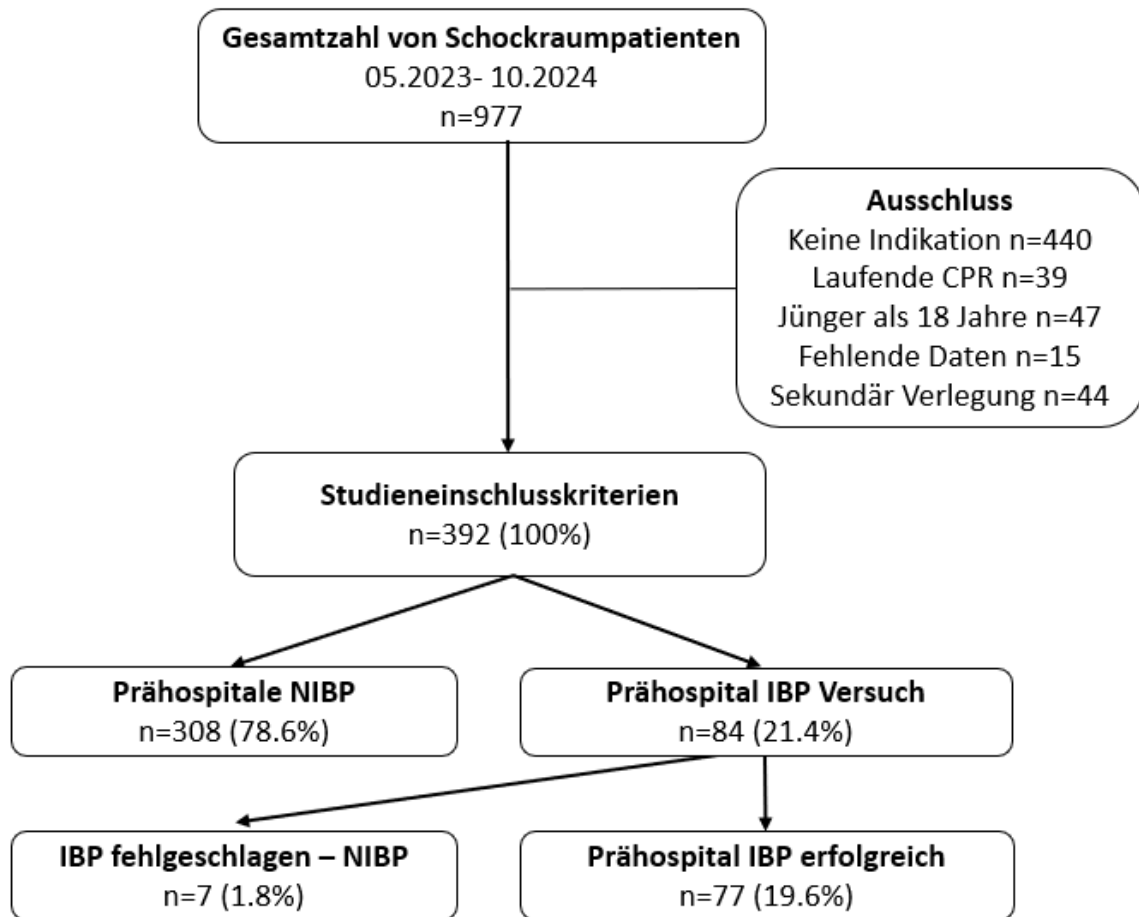 Gesamtzahl von Schockraumpatienten
05.2023- 10.2024
n=977
Ausschluss
Keine Indikation n=440
Laufende CPR n=39
Jünger als 18 Jahre n=47
Fehlende Daten n=15
Sekundär Verlegung n=44
Studieneinschlusskriterien
n=392 (100%)
Prähospitale NIBP
n=308 (78.6%)
Prähospital IBP Versuch
n=84 (21.4%)
IBP fehlgeschlagen – NIBP
n=7 (1.8%)
Prähospital IBP erfolgreich
n=77 (19.6%)